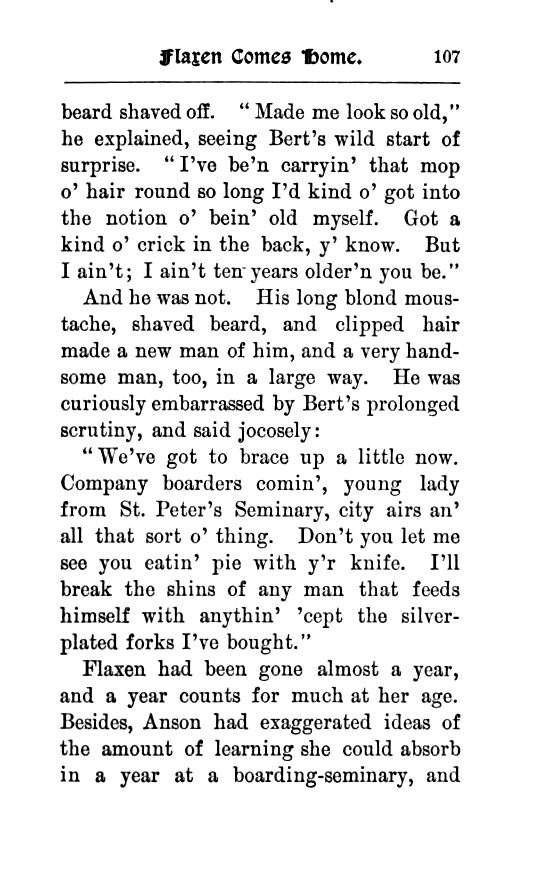 Flaxen Comes Home. 107
beard shaved off. "Made me look so old,"
he explained, seeing Bert's wild start of
surprise. "I've be'n carryin' that mop
o' hair round so long I'd kind o' got into
the notion o' bein' old myself. Got a
kind o' crick in the back, y' know. But
I ain't; I ain't ten years older'n you be."
And he was not. His long blond mous-
tache, shaved beard, and clipped hair
made a new man of him, and a very hand-
some man, too, in a large way. He was
curiously embarrassed by Bert's prolonged
scrutiny, and said jocosely:
"We've got to brace up a little now.
Company boarders comin', young lady
from St. Peter's Seminary, city airs an'
all that sort o' thing. Don't you let me
see you eatin' pie with y'r knife. I'll
break the shins of any man that feeds
himself with anythin' 'cept the silver-
plated forks I've bought."
Flaxen had been gone almost a year,
and a year counts for much at her age.
Besides, Anson had exaggerated ideas of
the amount of learning she could absorb
in a year at a boarding-seminary, and